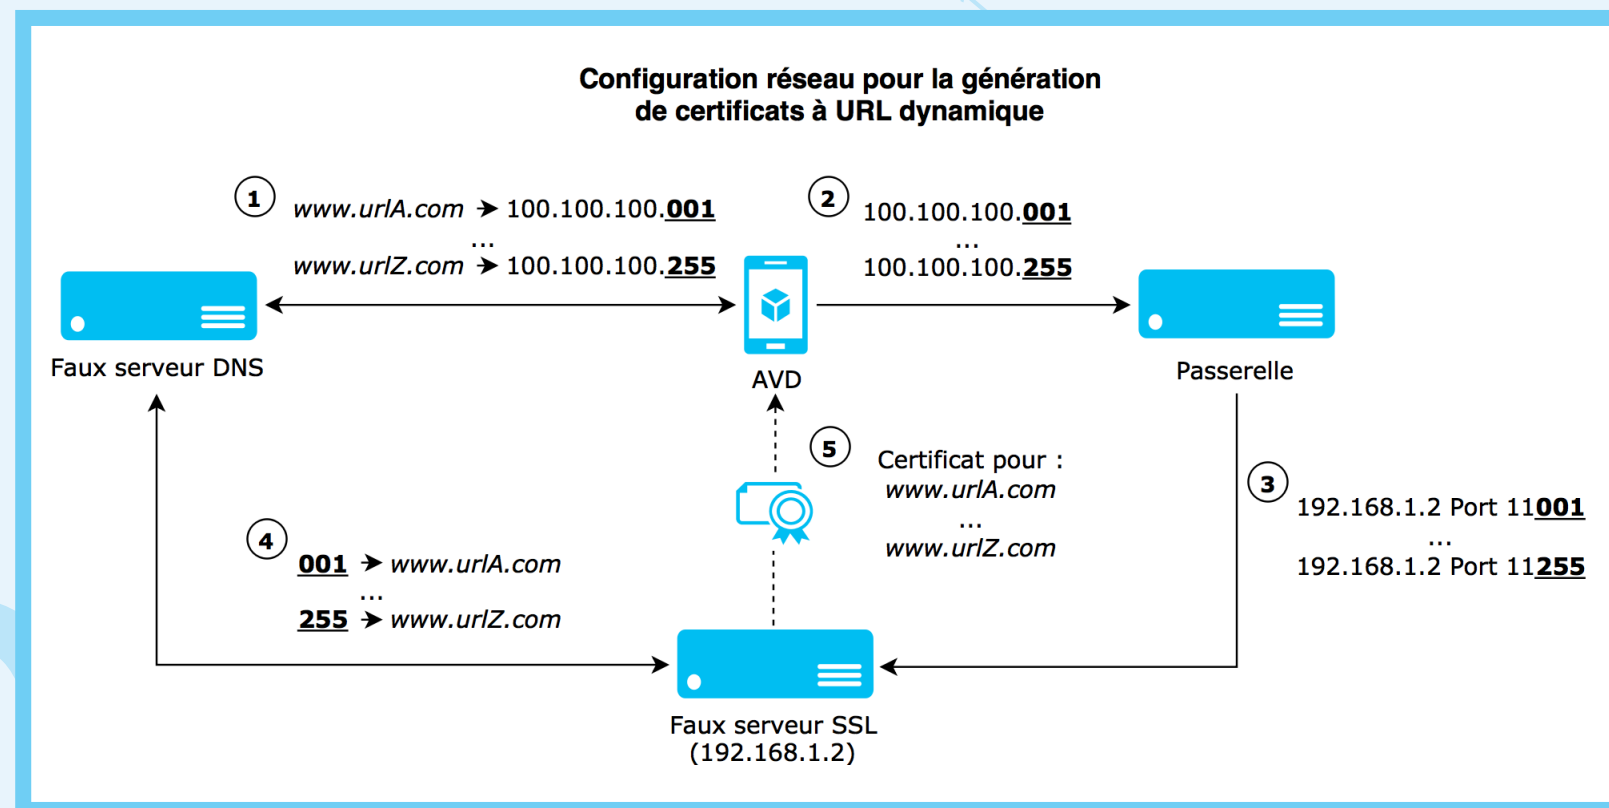 Configuration réseau pour la génération
de certificats à URL dynamique
1
www.urlA.com → 100.100.100.001
...
www.urlZ.com → 100.100.100.255
2
100.100.100.001
...
100.100.100.255
Faux serveur DNS
AVD
Passerelle
5
Certificat pour :
www.urlA.com
...
www.urlZ.com
3
192.168.1.2 Port 11001
...
192.168.1.2 Port 11255
4
001 → www.urlA.com
...
255 → www.urlZ.com
Faux serveur SSL
(192.168.1.2)